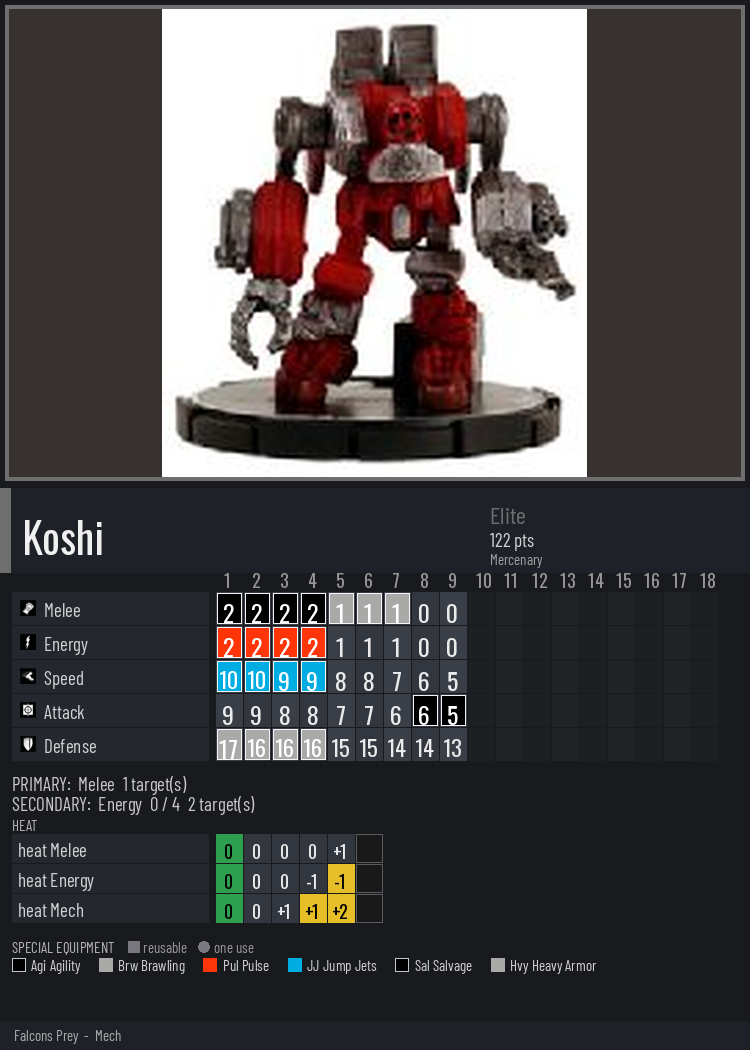 Koshi
Elite
122 pts
Mercenary
1 2 3 4 5 6 7 8 9 10 11 12 13 14 15 16 17 18
Melee 2 2 2 2 1 1 1 0 0
Energy 2 2 2 2 1 1 1 0 0
Speed 10 10 9 9 8 8 7 6 5
Attack 9 9 8 8 7 7 6 6 5
Defense 17 16 16 16 15 15 14 14 13
PRIMARY: Melee 1 target(s)
SECONDARY: Energy 0 / 4 2 target(s)
HEAT
heat Melee 0 0 0 0 +1
heat Energy 0 0 0 -1 -1
heat Mech 0 0 +1 +1 +2
SPECIAL EQUIPMENT reusable one use
Agi Agility Brw Brawling Pul Pulse JJ Jump Jets Sal Salvage Hvy Heavy Armor
Falcons Prey - Mech